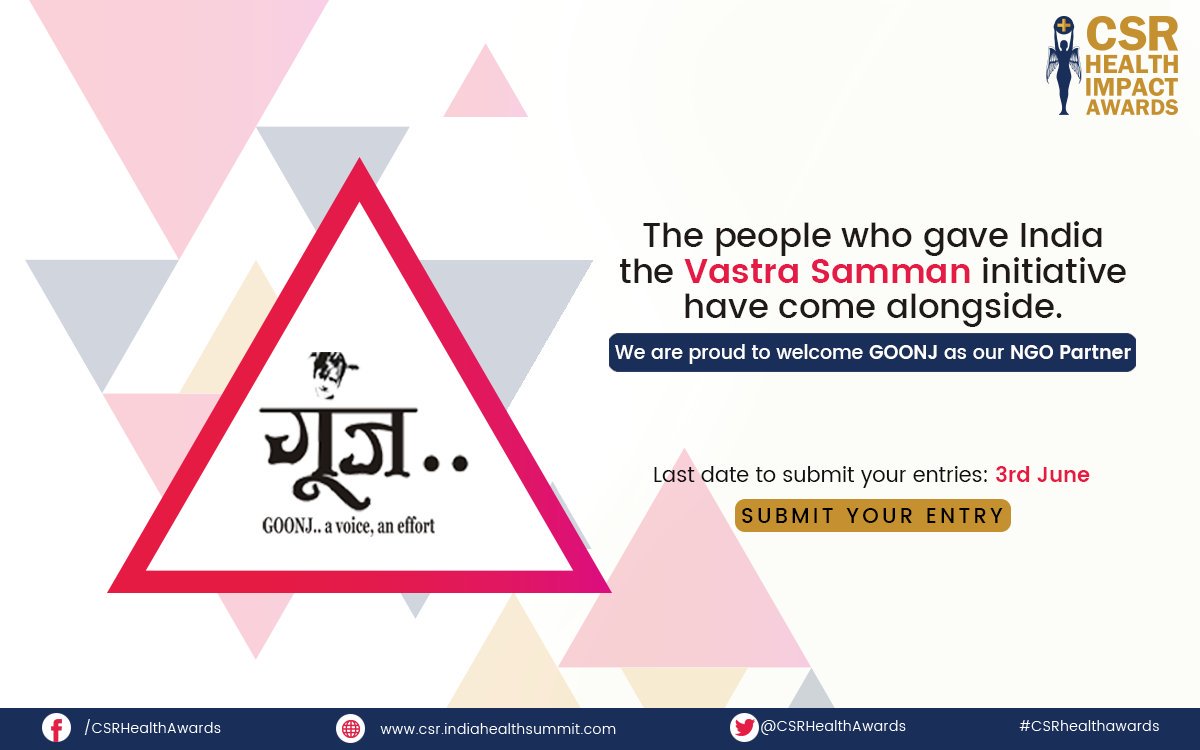 CSR
HEALTH
IMPACT
AWARDS
The people who gave India
the Vastra Samman initiative
have come alongside.
We are proud to welcome GOONJ as our NGO Partner
गूँज..
GOONJ.. a voice, an effort
Last date to submit your entries: 3rd June
SUBMIT YOUR ENTRY
/CSRHealthAwards
www.csr.indiahealthsummit.com
@CSRHealthAwards
#CSRhealthawards